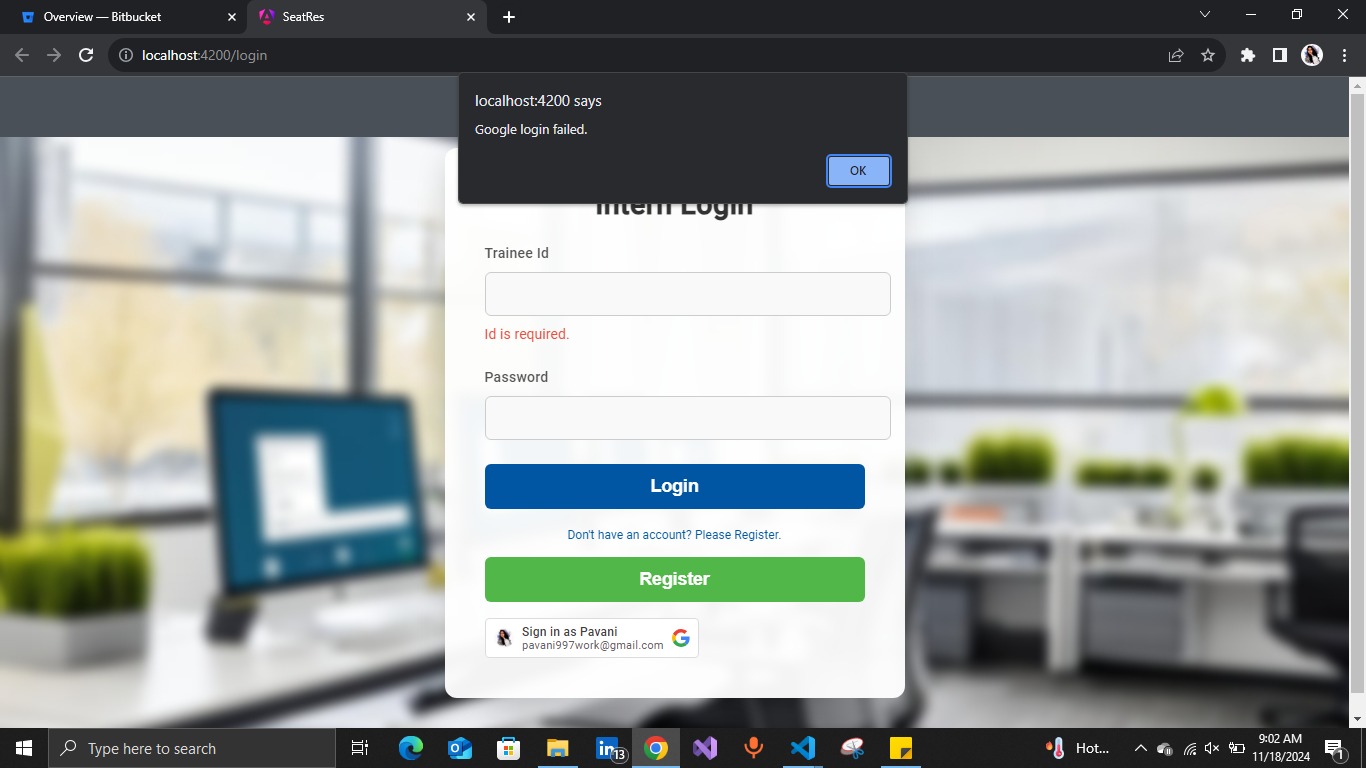 Overview — Bitbucket
SeatRes
localhost:4200/login
localhost:4200 says
Google login failed.
OK
Intern Login
Trainee Id
Id is required.
Password
Login
Don't have an account? Please Register.
Register
Sign in as Pavani
pavani997work@gmail.com
Type here to search
13
Hot...
9:02 AM
11/18/2024
1